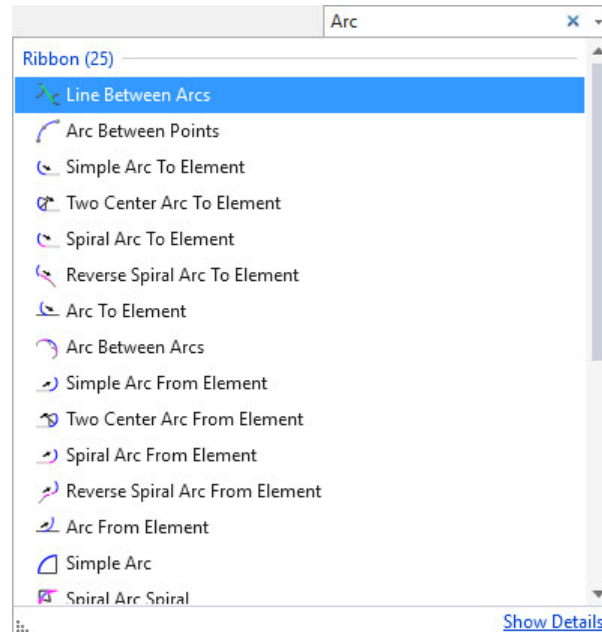 Arc
Ribbon (25)
Line Between Arcs
Arc Between Points
Simple Arc To Element
Two Center Arc To Element
Spiral Arc To Element
Reverse Spiral Arc To Element
Arc To Element
Arc Between Arcs
Simple Arc From Element
Two Center Arc From Element
Spiral Arc From Element
Reverse Spiral Arc From Element
Arc From Element
Simple Arc
Spiral Arc Spiral
Show Details